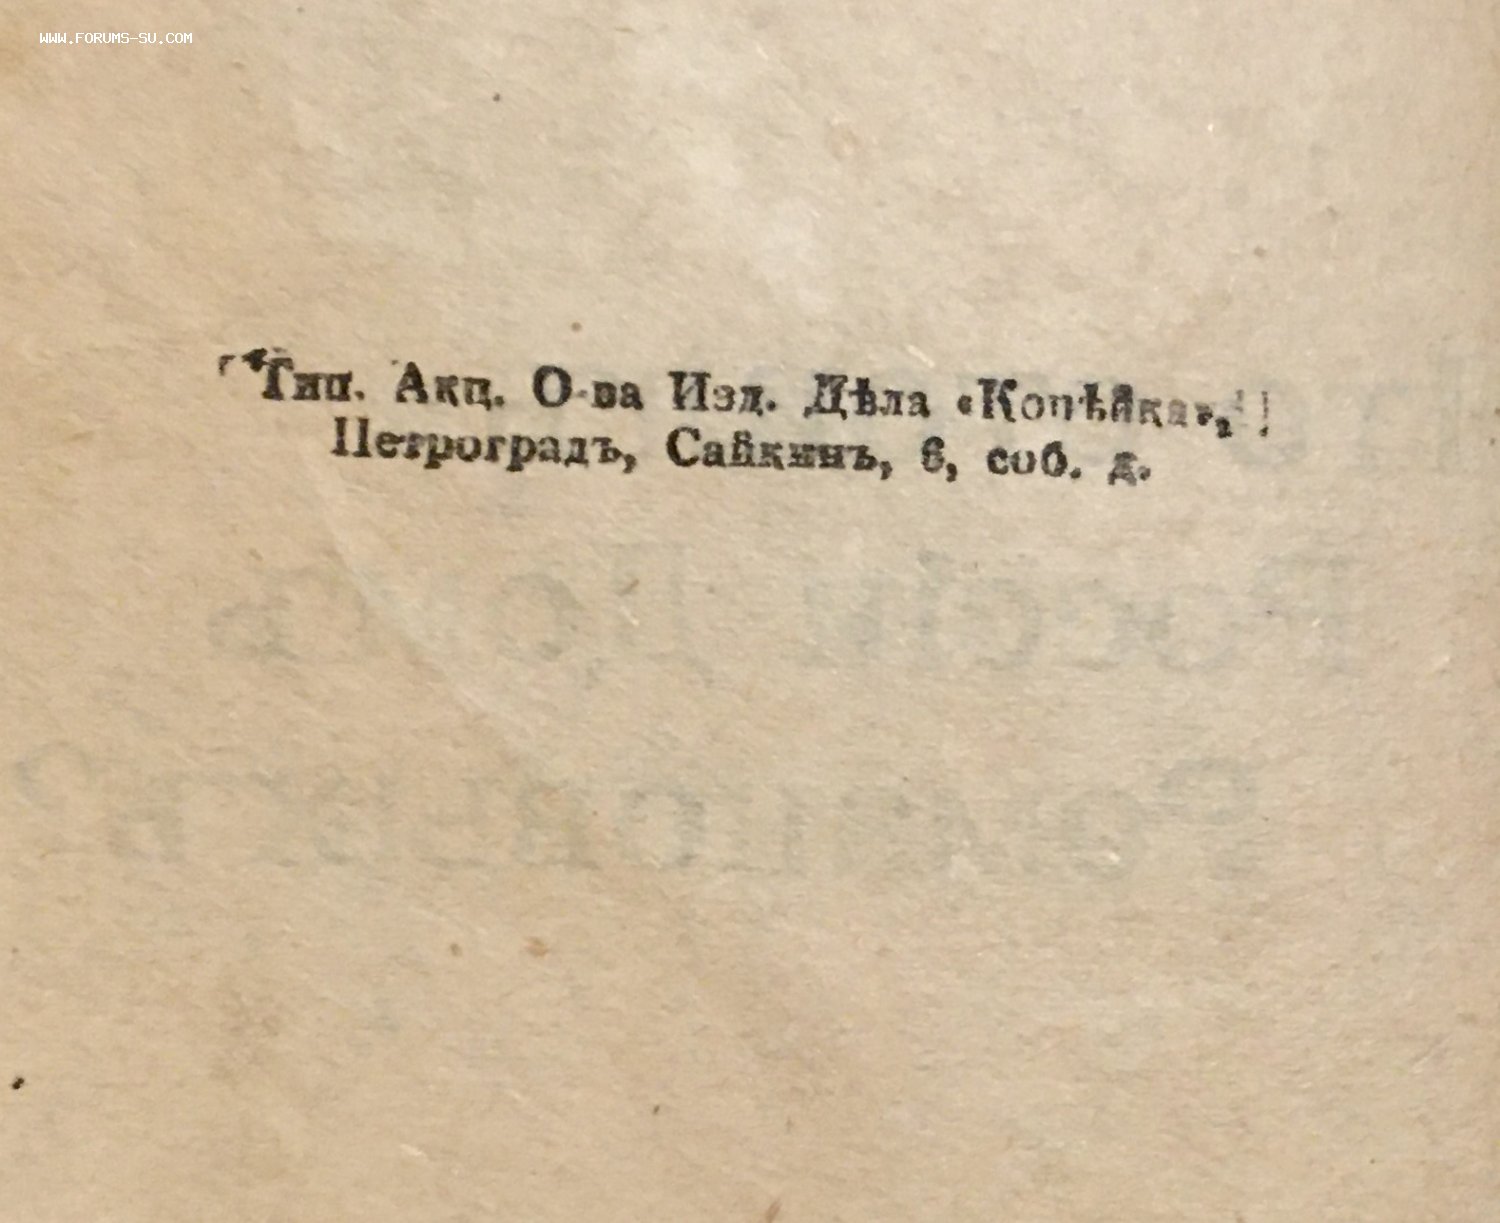 WWW.FORUMS-SU.COM
Тип. Акц. О-ва Изд. Дѣла «Копѣйка»,
Петроградъ, Сайкинъ, 6, соб. д.